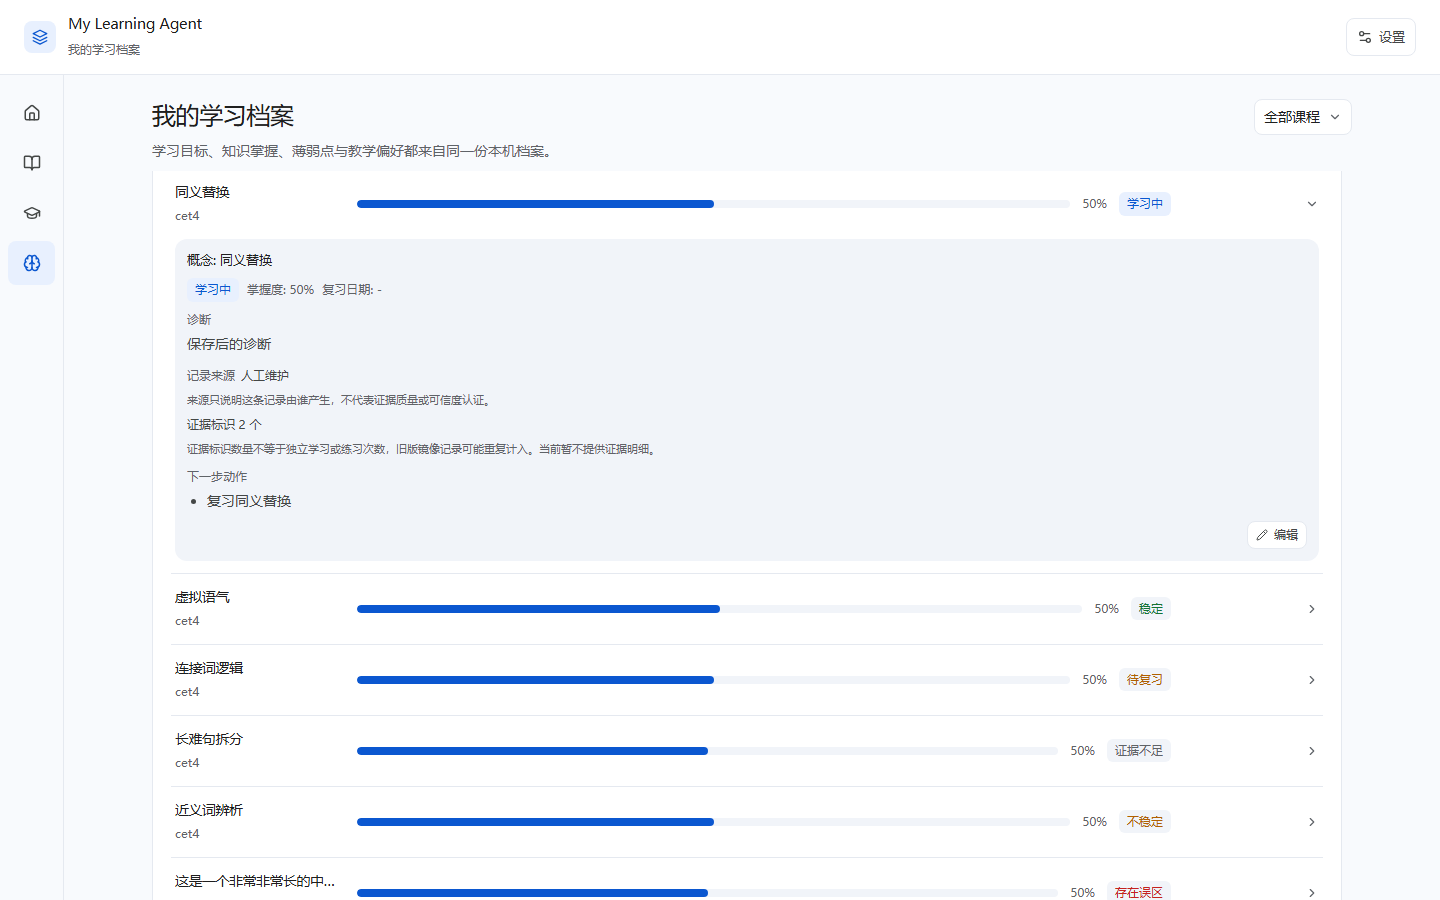 My Learning Agent
我的学习档案
设置
我的学习档案
全部课程
学习目标、知识掌握、薄弱点与教学偏好都来自同一份本机档案。
同义替换
cet4
50%
学习中
概念: 同义替换
学习中 掌握度: 50% 复习日期: -
诊断
保存后的诊断
记录来源 人工维护
来源只说明这条记录由谁产生，不代表证据质量或可信度认证。
证据标识 2 个
证据标识数量不等于独立学习或练习次数，旧版镜像记录可能重复计入。当前暂不提供证据明细。
下一步动作
• 复习同义替换
编辑
虚拟语气
cet4
50%
稳定
连接词逻辑
cet4
50%
待复习
长难句拆分
cet4
50%
证据不足
近义词辨析
cet4
50%
不稳定
这是一个非常非常长的中...
50%
存在误区